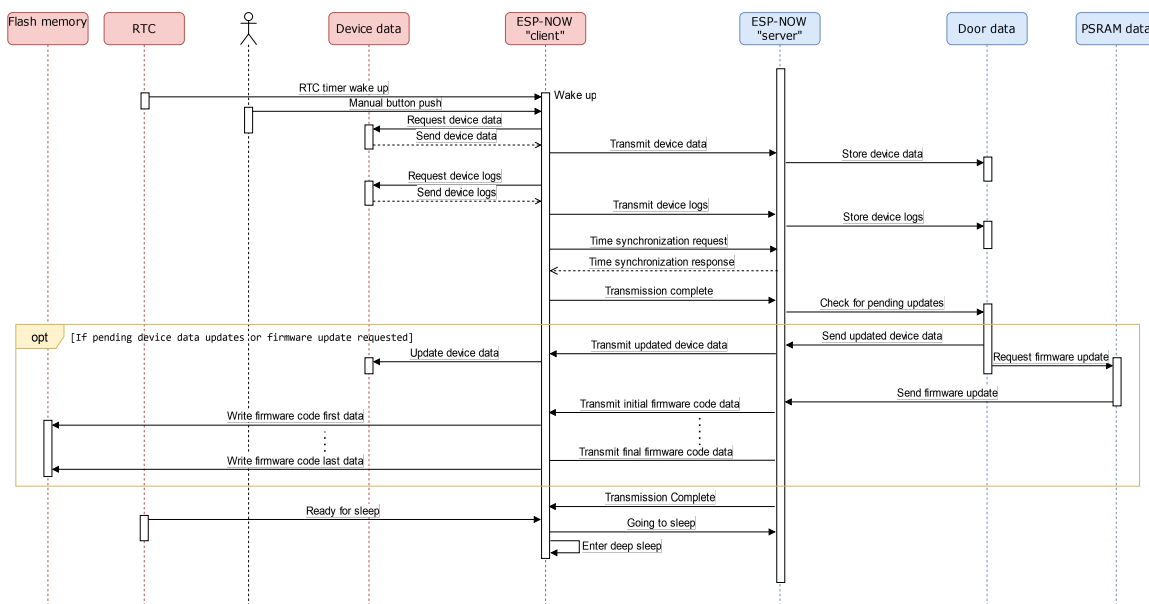 Flash memory
RTC
Device data
ESP-NOW
"client"
ESP-NOW
"server"
Door data
PSRAM data
RTC timer wake up
Wake up
Manual button push
Request device data
Send device data
Transmit device data
Store device data
Request device logs
Send device logs
Transmit device logs
Store device logs
Time synchronization request
Time synchronization response
Transmission complete
Check for pending updates
opt
[If pending device data updates or firmware update requested]
Send updated device data
Transmit updated device data
Update device data
Request firmware update
Send firmware update
Transmit initial firmware code data
Write firmware code first data
Transmit final firmware code data
Write firmware code last data
Transmission Complete
Ready for sleep
Going to sleep
Enter deep sleep